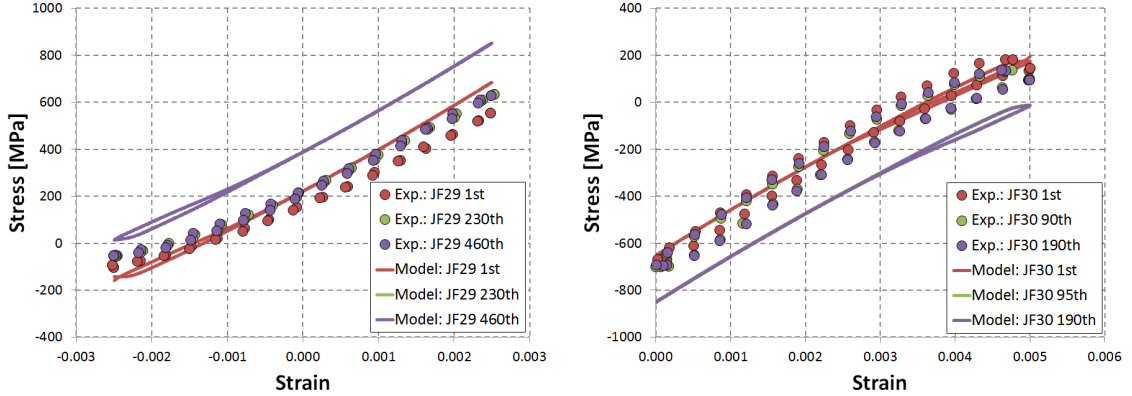 1000
800
600
400
200
0
-200
-400
-0.003
-0.002
-0.001
0.000
0.001
0.002
0.003
Stress [MPa]
Strain
Exp.: JF29 1st
Exp.: JF29 230th
Exp.: JF29 460th
Model: JF29 1st
Model: JF29 230th
Model: JF29 460th
400
200
0
-200
-400
-600
-800
-1000
0.000
0.001
0.002
0.003
0.004
0.005
0.006
Stress [MPa]
Strain
Exp.: JF30 1st
Exp.: JF30 90th
Exp.: JF30 190th
Model: JF30 1st
Model: JF30 95th
Model: JF30 190th